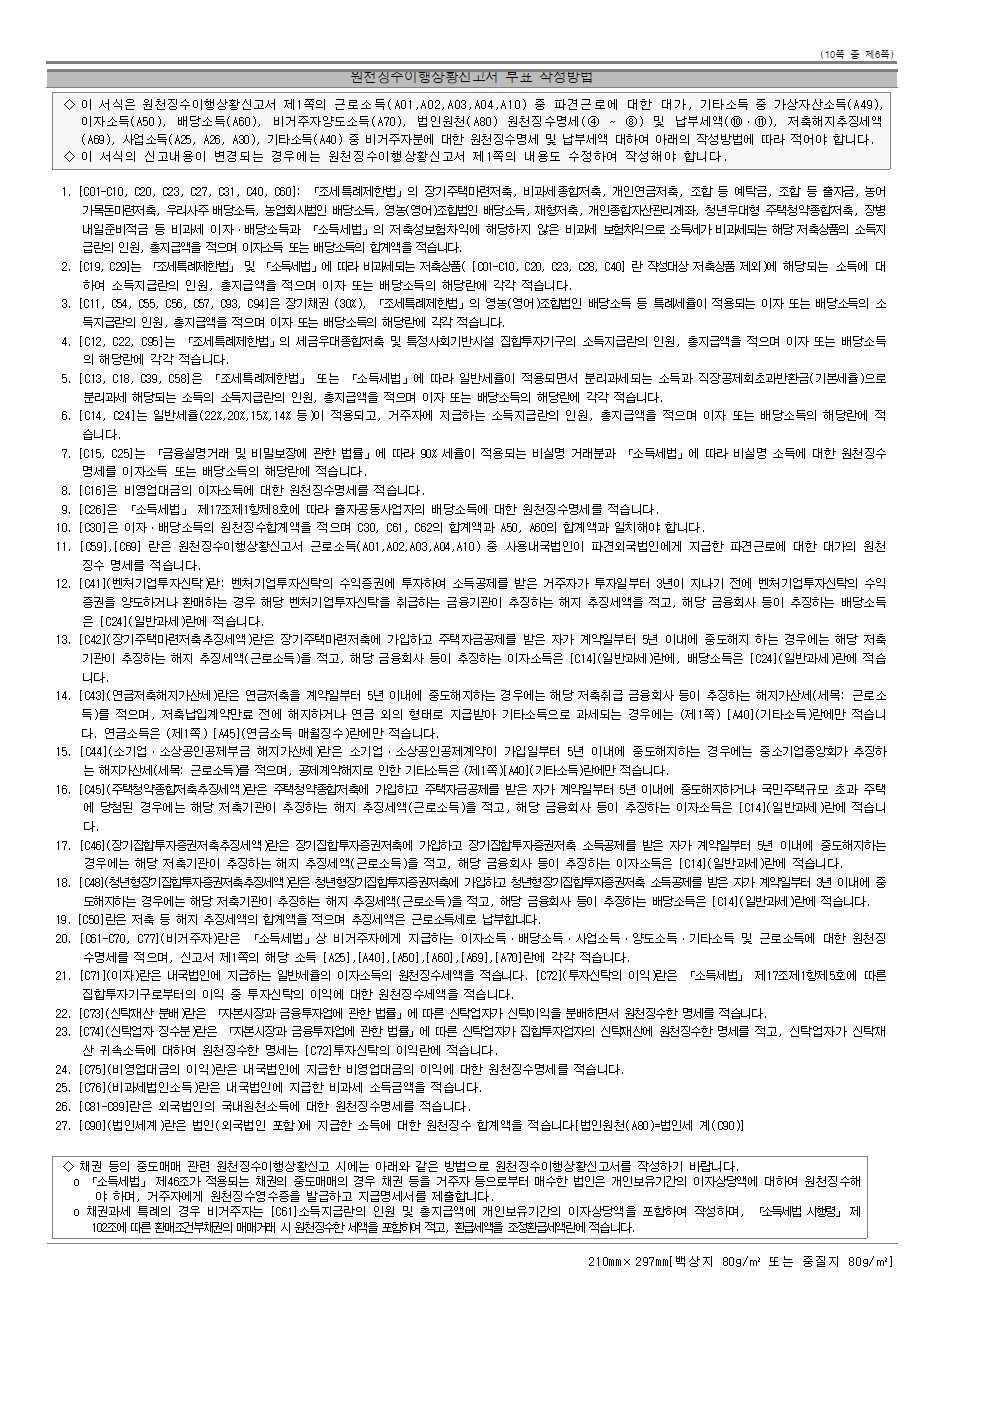 (10쪽 중 제6쪽)
원천징수이행상황신고서 부표 작성방법
◇ 이 서식은 원천징수이행상황신고서 제1쪽의 근로소득(A01,A02,A03,A04,A10) 중 파견근로에 대한 대가, 기타소득 중 가상자산소득(A49),
이자소득(A50), 배당소득(A60), 비거주자양도소득(A70), 법인원천(A80) 원천징수명세(④ ~ ⑧) 및 납부세액(⑩·⑪), 저축해지추징세액
(A69), 사업소득(A25, A26, A30), 기타소득(A40) 중 비거주자분에 대한 원천징수명세 및 납부세액 대하여 아래의 작성방법에 따라 적어야 합니다.
◇ 이 서식의 신고내용이 변경되는 경우에는 원천징수이행상황신고서 제1쪽의 내용도 수정하여 작성해야 합니다.
1. [C01-C10, C20, C23, C27, C31, C40, C60]: 「조세특례제한법」의 장기주택마련저축, 비과세종합저축, 개인연금저축, 조합 등 예탁금, 조합 등 출자금, 농어
가목돈마련저축, 우리사주 배당소득, 농업회사법인 배당소득, 영농(영어)조합법인 배당소득, 재형저축, 개인종합자산관리계좌, 청년우대형 주택청약종합저축, 장병
내일준비적금 등 비과세 이자·배당소득과 「소득세법」의 저축성보험차익에 해당하지 않은 비과세 보험차익으로 소득세가 비과세되는 해당 저축상품의 소득지
급란의 인원, 총지급액을 적으며 이자소득 또는 배당소득의 합계액을 적습니다.
2. [C19, C29]는 「조세특례제한법」 및 「소득세법」에 따라 비과세되는 저축상품( [C01-C10, C20, C23, C28, C40] 란 작성대상 저축상품 제외)에 해당되는 소득에 대
하여 소득지급란의 인원, 총지급액을 적으며 이자 또는 배당소득의 해당란에 각각 적습니다.
3. [C11, C54, C55, C56, C57, C93, C94]은 장기채권(30%), 「조세특례제한법」의 영농(영어)조합법인 배당소득 등 특례세율이 적용되는 이자 또는 배당소득의 소
득지급란의 인원, 총지급액을 적으며 이자 또는 배당소득의 해당란에 각각 적습니다.
4. [C12, C22, C95]는 「조세특례제한법」의 세금우대종합저축 및 특정사회기반시설 집합투자기구의 소득지급란의 인원, 총지급액을 적으며 이자 또는 배당소득
의 해당란에 각각 적습니다.
5. [C13, C18, C39, C58]은 「조세특례제한법」 또는 「소득세법」에 따라 일반세율이 적용되면서 분리과세되는 소득과 직장공제회초과반환금(기본세율)으로
분리과세 해당되는 소득의 소득지급란의 인원, 총지급액을 적으며 이자 또는 배당소득의 해당란에 각각 적습니다.
6. [C14, C24]는 일반세율(22%,20%,15%,14% 등)이 적용되고, 거주자에 지급하는 소득지급란의 인원, 총지급액을 적으며 이자 또는 배당소득의 해당란에 적
습니다.
7. [C15, C25]는 「금융실명거래 및 비밀보장에 관한 법률」에 따라 90% 세율이 적용되는 비실명 거래분과 「소득세법」에 따라 비실명 소득에 대한 원천징수
명세를 이자소득 또는 배당소득의 해당란에 적습니다.
8. [C16]은 비영업대금의 이자소득에 대한 원천징수명세를 적습니다.
9. [C26]은 「소득세법」 제17조제1항제8호에 따라 출자공동사업자의 배당소득에 대한 원천징수명세를 적습니다.
10. [C30]은 이자·배당소득의 원천징수합계액을 적으며 C30, C61, C62의 합계액과 A50, A60의 합계액과 일치해야 합니다.
11. [C59],[C69] 란은 원천징수이행상황신고서 근로소득(A01,A02,A03,A04,A10) 중 사용내국법인이 파견외국법인에게 지급한 파견근로에 대한 대가의 원천
징수 명세를 적습니다.
12. [C41](벤처기업투자신탁)란: 벤처기업투자신탁의 수익증권에 투자하여 소득공제를 받은 거주자가 투자일부터 3년이 지나기 전에 벤처기업투자신탁의 수익
증권을 양도하거나 환매하는 경우 해당 벤처기업투자신탁을 취급하는 금융기관이 추징하는 해지 추징세액을 적고, 해당 금융회사 등이 추징하는 배당소득
은 [C24](일반과세)란에 적습니다.
13. [C42](장기주택마련저축추징세액)란은 장기주택마련저축에 가입하고 주택자금공제를 받은 자가 계약일부터 5년 이내에 중도해지 하는 경우에는 해당 저축
기관이 추징하는 해지 추징세액(근로소득)을 적고, 해당 금융회사 등이 추징하는 이자소득은 [C14](일반과세)란에, 배당소득은 [C24](일반과세)란에 적습
니다.
14. [C43](연금저축해지가산세)란은 연금저축을 계약일부터 5년 이내에 중도해지하는 경우에는 해당 저축취급 금융회사 등이 추징하는 해지가산세(세목: 근로소
득)를 적으며, 저축납입계약만료 전에 해지하거나 연금 외의 형태로 지급받아 기타소득으로 과세되는 경우에는 (제1쪽) [A40](기타소득)란에만 적습니
다. 연금소득은 (제1쪽) [A45](연금소득 매월징수)란에만 적습니다.
15. [C44](소기업·소상공인공제부금 해지가산세)란은 소기업·소상공인공제계약이 가입일부터 5년 이내에 중도해지하는 경우에는 중소기업중앙회가 추징하
는 해지가산세(세목: 근로소득)를 적으며, 공제계약해지로 인한 기타소득은 (제1쪽)[A40](기타소득)란에만 적습니다.
16. [C45](주택청약종합저축추징세액)란은 주택청약종합저축에 가입하고 주택자금공제를 받은 자가 계약일부터 5년 이내에 중도해지하거나 국민주택규모 초과 주택
에 당첨된 경우에는 해당 저축기관이 추징하는 해지 추징세액(근로소득)을 적고, 해당 금융회사 등이 추징하는 이자소득은 [C14](일반과세)란에 적습니
다.
17. [C46](장기집합투자증권저축추징세액)란은 장기집합투자증권저축에 가입하고 장기집합투자증권저축 소득공제를 받은 자가 계약일부터 5년 이내에 중도해지하는
경우에는 해당 저축기관이 추징하는 해지 추징세액(근로소득)을 적고, 해당 금융회사 등이 추징하는 이자소득은 [C14](일반과세)란에 적습니다.
18. [C48](청년형장기집합투자증권저축추징세액)란은 청년형장기집합투자증권저축에 가입하고 청년형장기집합투자증권저축 소득공제를 받은 자가 계약일부터 3년 이내에 중
도해지하는 경우에는 해당 저축기관이 추징하는 해지 추징세액(근로소득)을 적고, 해당 금융회사 등이 추징하는 배당소득은 [C14](일반과세)란에 적습니다.
19. [C50]란은 저축 등 해지 추징세액의 합계액을 적으며 추징세액은 근로소득세로 납부합니다.
20. [C61-C70, C77](비거주자)란은 「소득세법」상 비거주자에게 지급하는 이자소득·배당소득·사업소득·양도소득·기타소득 및 근로소득에 대한 원천징
수명세를 적으며, 신고서 제1쪽의 해당 소득 [A25],[A40],[A50],[A60],[A69],[A70]란에 각각 적습니다.
21. [C71](이자)란은 내국법인에 지급하는 일반세율의 이자소득의 원천징수세액을 적습니다. [C72](투자신탁의 이익)란은 「소득세법」 제17조제1항제5호에 따른
집합투자기구로부터의 이익 중 투자신탁의 이익에 대한 원천징수세액을 적습니다.
22. [C73](신탁재산 분배)란은 「자본시장과 금융투자업에 관한 법률」에 따른 신탁업자가 신탁이익을 분배하면서 원천징수한 명세를 적습니다.
23. [C74](신탁업자 징수분)란은 「자본시장과 금융투자업에 관한 법률」에 따른 신탁업자가 집합투자업자의 신탁재산에 원천징수한 명세를 적고, 신탁업자가 신탁재
산 귀속소득에 대하여 원천징수한 명세는 [C72]투자신탁의 이익란에 적습니다.
24. [C75](비영업대금의 이익)란은 내국법인에 지급한 비영업대금의 이익에 대한 원천징수명세를 적습니다.
25. [C76](비과세법인소득)란은 내국법인에 지급한 비과세 소득금액을 적습니다.
26. [C81-C89]란은 외국법인의 국내원천소득에 대한 원천징수명세를 적습니다.
27. [C90](법인세계)란은 법인(외국법인 포함)에 지급한 소득에 대한 원천징수 합계액을 적습니다[법인원천(A80)=법인세 계(C90)]
◇ 채권 등의 중도매매 관련 원천징수이행상황신고 시에는 아래와 같은 방법으로 원천징수이행상황신고서를 작성하기 바랍니다.
o 「소득세법」 제46조가 적용되는 채권의 중도매매의 경우 채권 등을 거주자 등으로부터 매수한 법인은 개인보유기간의 이자상당액에 대하여 원천징수해
야 하며, 거주자에게 원천징수영수증을 발급하고 지급명세서를 제출합니다.
o 채권과세 특례의 경우 비거주자는 [C61]소득지급란의 인원 및 총지급액에 개인보유기간의 이자상당액을 포함하여 작성하며, 「소득세법 시행령」 제
102조에 따른 환매조건부채권의 매매거래 시 원천징수한 세액을 포함하여 적고, 환급세액을 조정환급세액란에 적습니다.
210mm×297mm[백상지 80g/㎡ 또는 중질지 80g/㎡]